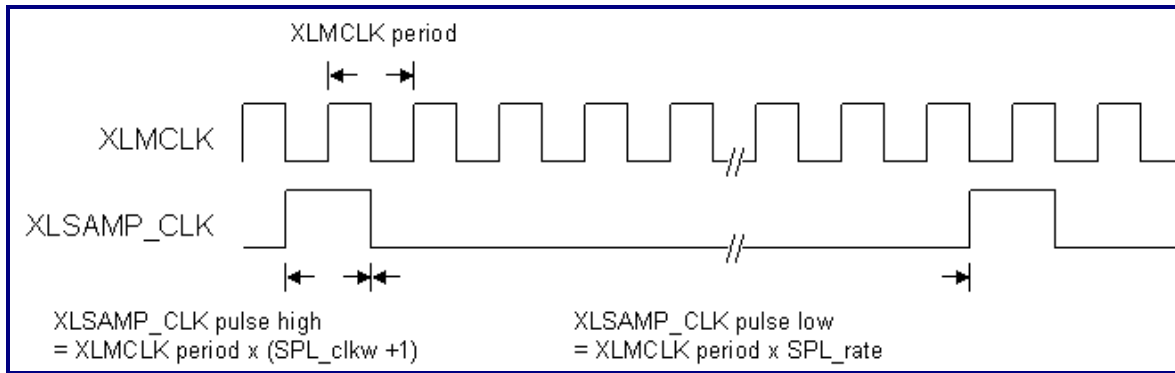 XLMCLK period
XLMCLK
//
XLSAMP_CLK
//
XLSAMP_CLK pulse high
= XLMCLK period x (SPL_clkw +1)
XLSAMP_CLK pulse low
= XLMCLK period x SPL_rate